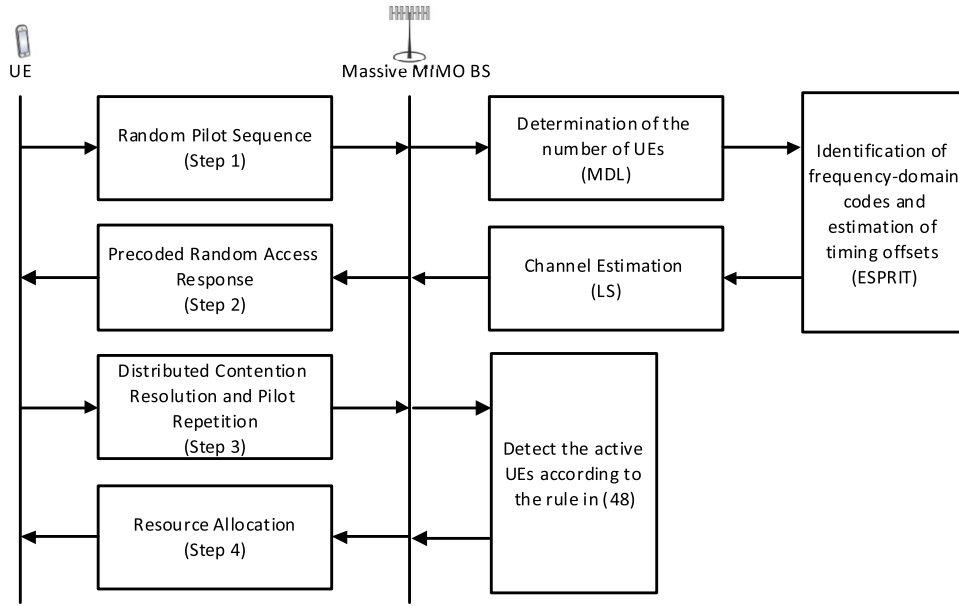 UE
Massive MIMO BS
Random Pilot Sequence
(Step 1)
Determination of the
number of UEs
(MDL)
Identification of
frequency-domain
codes and
estimation of
timing offsets
(ESPRIT)
Precoded Random Access
Response
(Step 2)
Channel Estimation
(LS)
Distributed Contention
Resolution and Pilot
Repetition
(Step 3)
Detect the active
UEs according to
the rule in (48)
Resource Allocation
(Step 4)